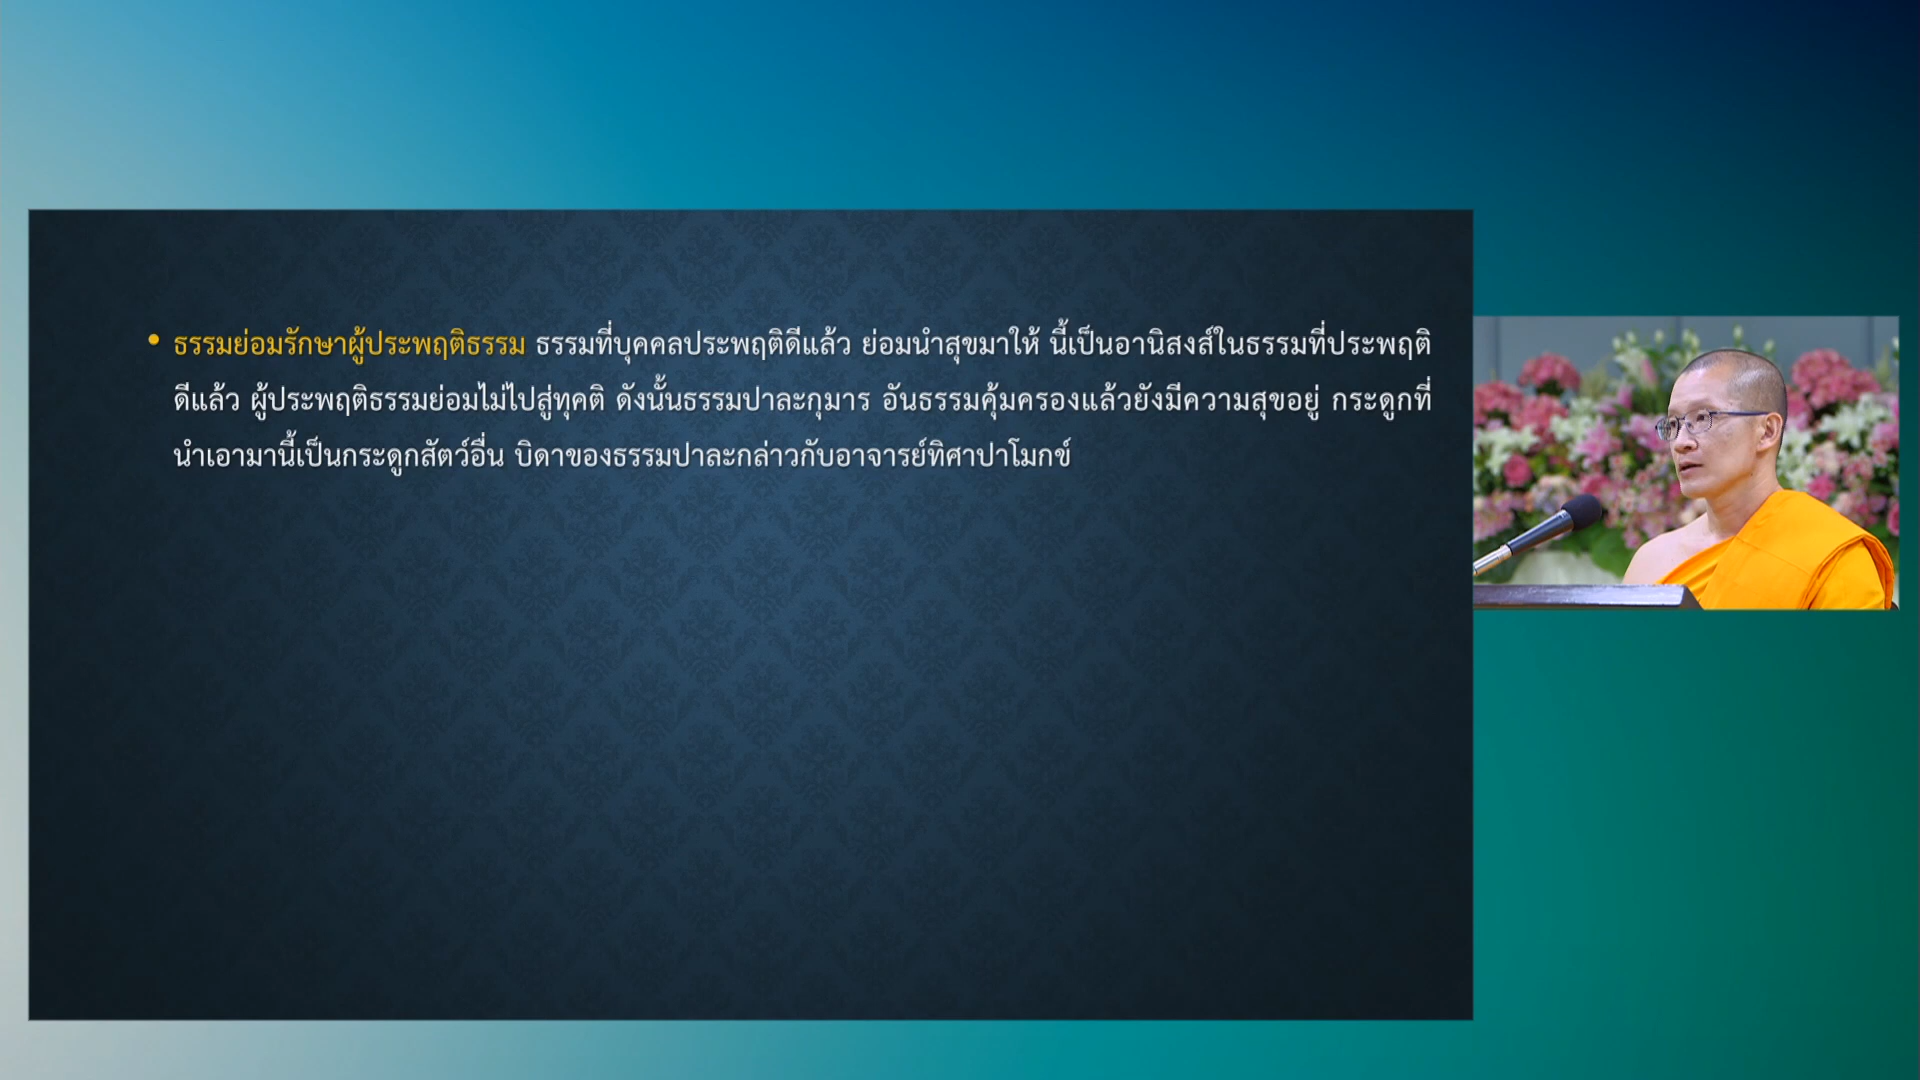 • ธรรมย่อมรักษาผู้ประพฤติธรรม ธรรมที่บุคคลประพฤติดีแล้ว ย่อมนำสุขมาให้ นี้เป็นอานิสงส์ในธรรมที่ประพฤติ
ดีแล้ว ผู้ประพฤติธรรมย่อมไม่ไปสู่ทุคติ ดังนั้นธรรมปาละกุมาร อันธรรมคุ้มครองแล้วยังมีความสุขอยู่ กระดูกที่
นำเอามานี้เป็นกระดูกสัตว์อื่น บิดาของธรรมปาละกล่าวกับอาจารย์ทิศาปาโมกข์